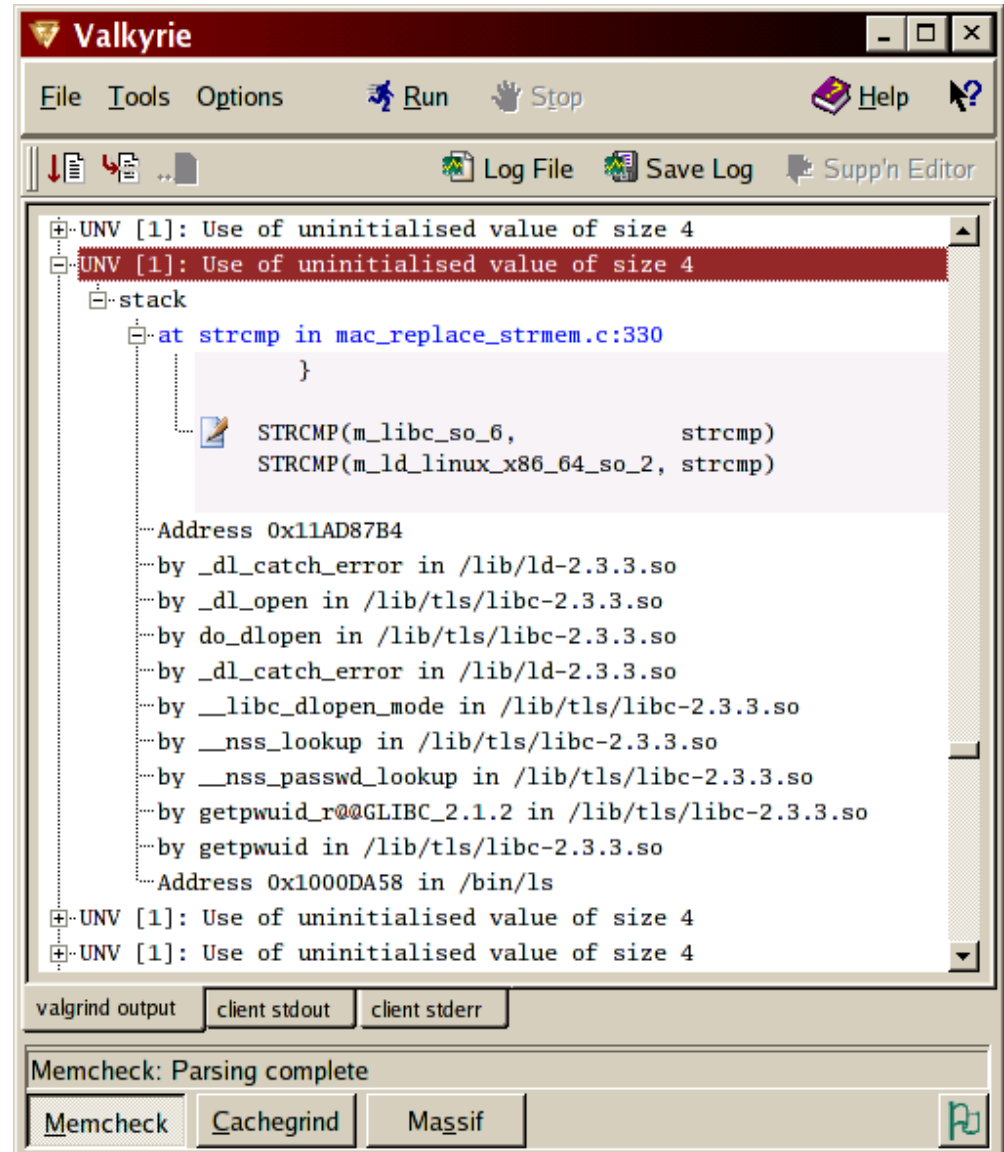 Valkyrie
File Tools Options Run Stop Help
Log File Save Log Supp'n Editor
UNV [1]: Use of uninitialised value of size 4
UNV [1]: Use of uninitialised value of size 4
stack
at strcmp in mac_replace_strmem.c:330
}
STRCMP(m_libc_so_6, strcmp)
STRCMP(m_ld_linux_x86_64_so_2, strcmp)
Address 0x11AD87B4
by _dl_catch_error in /lib/ld-2.3.3.so
by _dl_open in /lib/tls/libc-2.3.3.so
by do_dlopen in /lib/tls/libc-2.3.3.so
by _dl_catch_error in /lib/ld-2.3.3.so
by __libc_dlopen_mode in /lib/tls/libc-2.3.3.so
by __nss_lookup in /lib/tls/libc-2.3.3.so
by __nss_passwd_lookup in /lib/tls/libc-2.3.3.so
by getpwuid_r@@GLIBC_2.1.2 in /lib/tls/libc-2.3.3.so
by getpwuid in /lib/tls/libc-2.3.3.so
Address 0x1000DA58 in /bin/ls
UNV [1]: Use of uninitialised value of size 4
UNV [1]: Use of uninitialised value of size 4
valgrind output client stdout client stderr
Memcheck: Parsing complete
Memcheck Cachegrind Massif